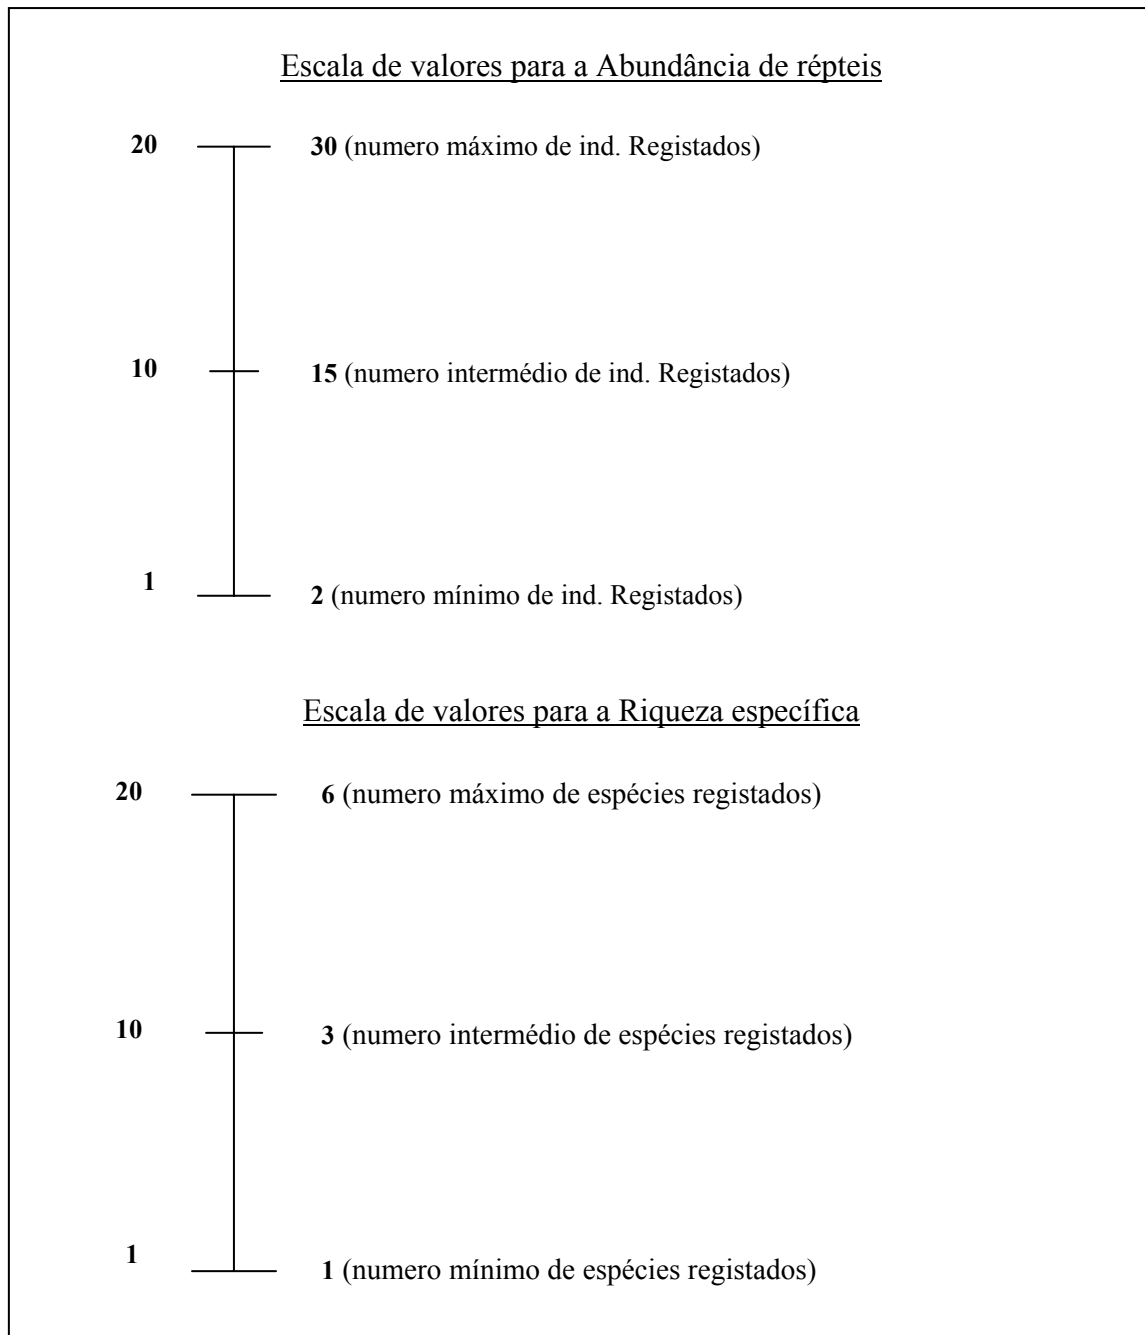 Escala de valores para a Abundância de répteis
20 30 (numero máximo de ind. Registados)
10 15 (numero intermédio de ind. Registados)
1 2 (numero mínimo de ind. Registados)
Escala de valores para a Riqueza específica
20 6 (numero máximo de espécies registados)
10 3 (numero intermédio de espécies registados)
1 1 (numero mínimo de espécies registados)